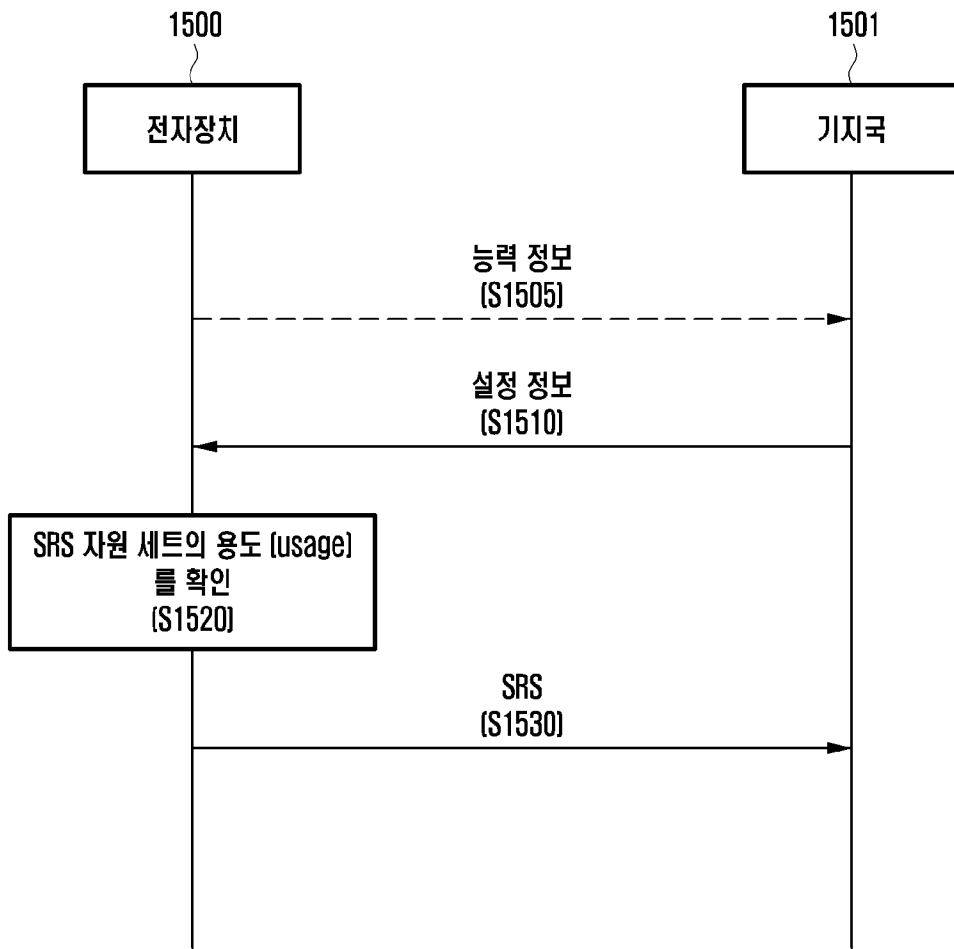 1500
1501
전자장치
기지국
능력 정보
(S1505)
설정 정보
(S1510)
SRS 자원 세트의 용도 (usage)
를 확인
(S1520)
SRS
(S1530)